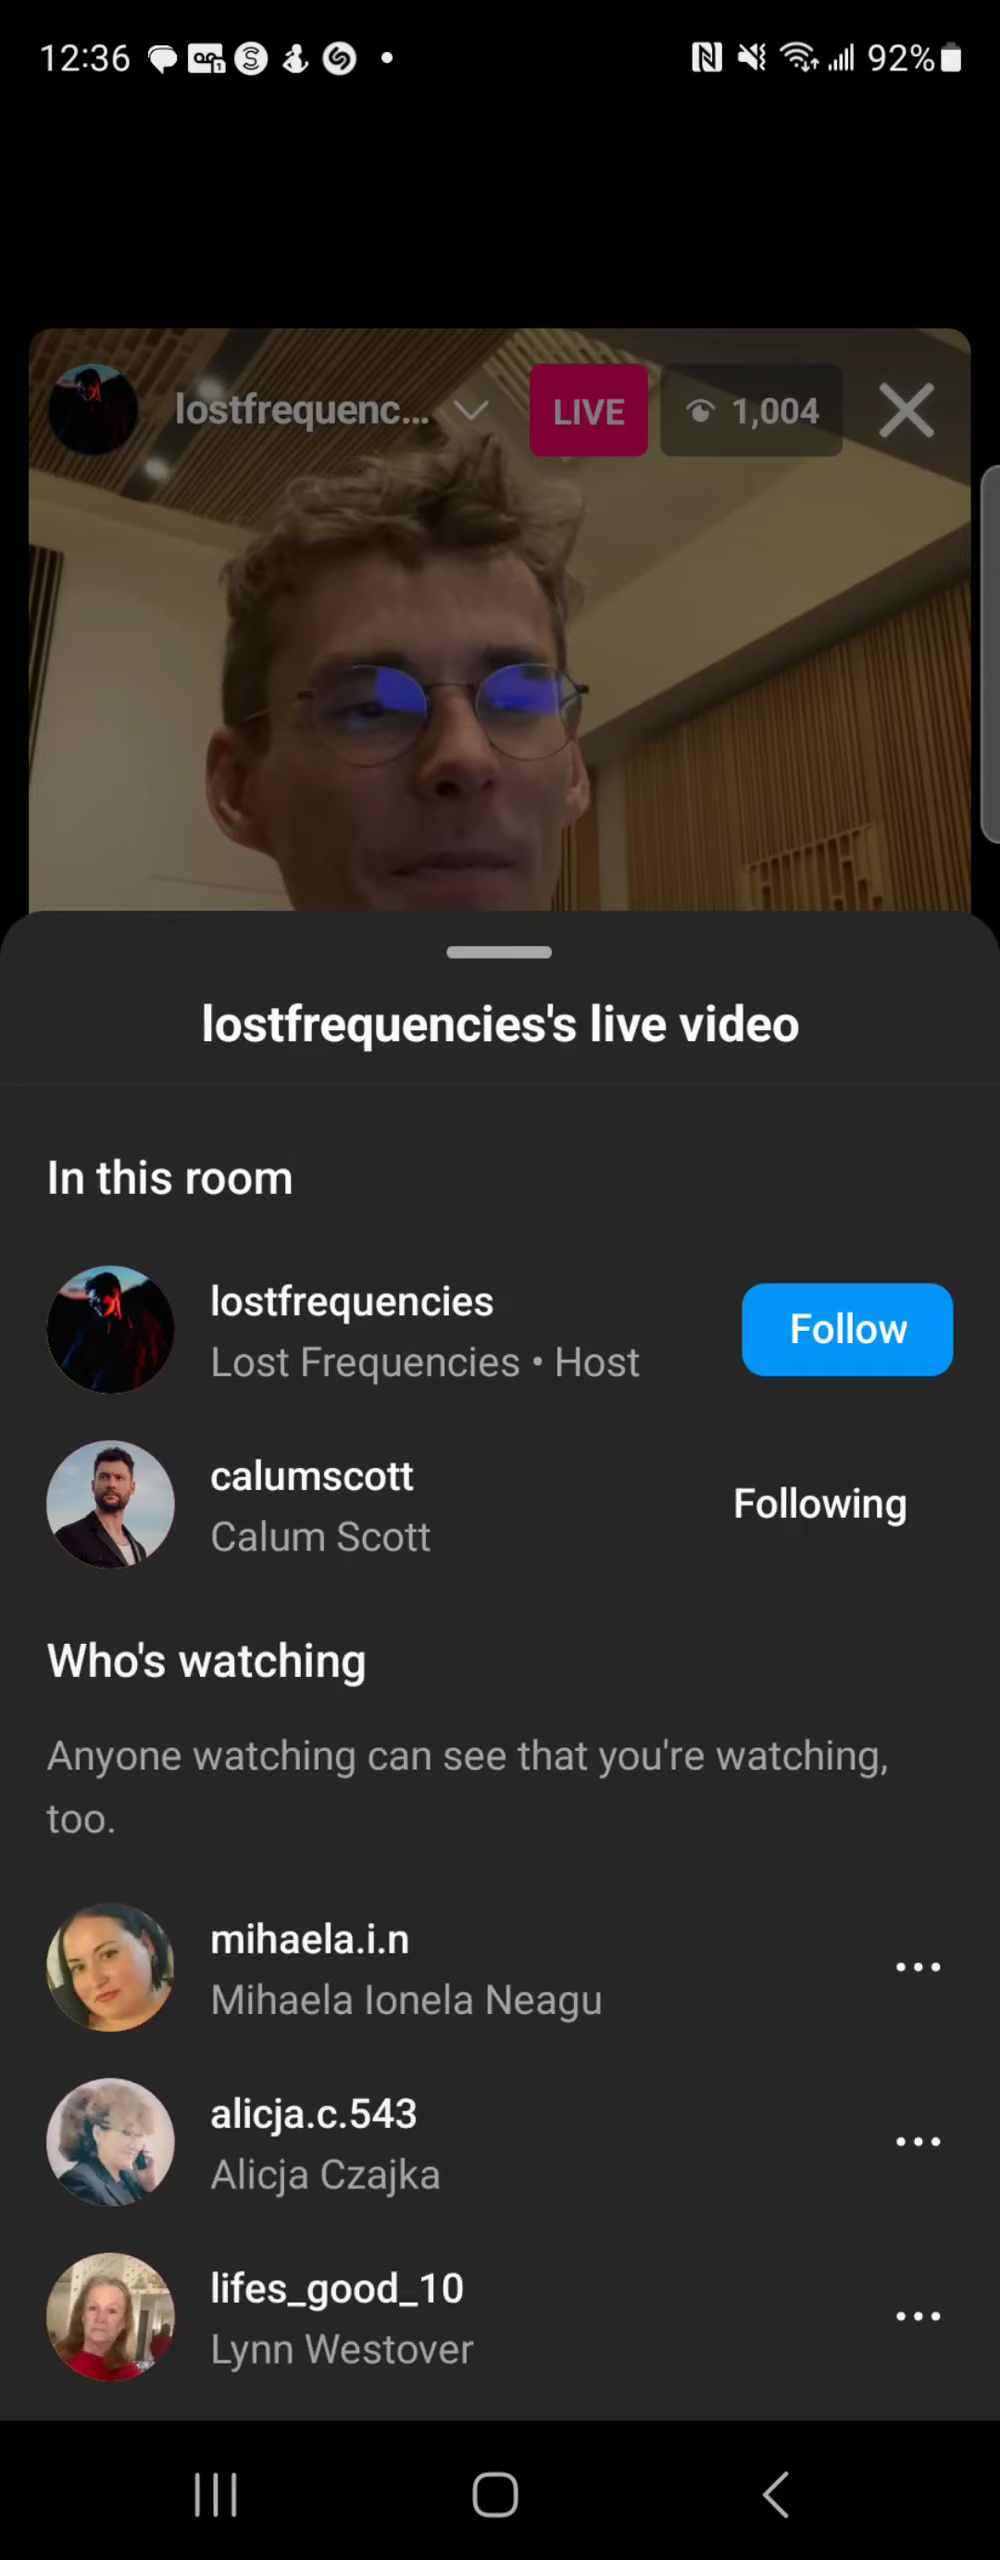 12:36 92%
lostfrequenc... LIVE 1,004
lostfrequencies's live video
In this room
lostfrequencies
Lost Frequencies • Host
Follow
calumscott
Calum Scott
Following
Who's watching
Anyone watching can see that you're watching,
too.
mihaela.i.n
Mihaela Ionela Neagu
alicja.c.543
Alicja Czajka
lifes_good_10
Lynn Westover